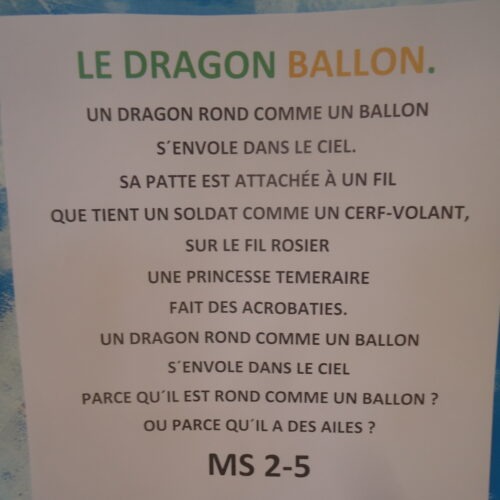 LE DRAGON BALLON.
UN DRAGON ROND COMME UN BALLON
S´ENVOLE DANS LE CIEL.
SA PATTE EST ATTACHÉE À UN FIL
QUE TIENT UN SOLDAT COMME UN CERF-VOLANT,
SUR LE FIL ROSIER
UNE PRINCESSE TEMERAIRE
FAIT DES ACROBATIES.
UN DRAGON ROND COMME UN BALLON
S´ENVOLE DANS LE CIEL
PARCE QU´IL EST ROND COMME UN BALLON ?
OU PARCE QU´IL A DES AILES ?
MS 2-5